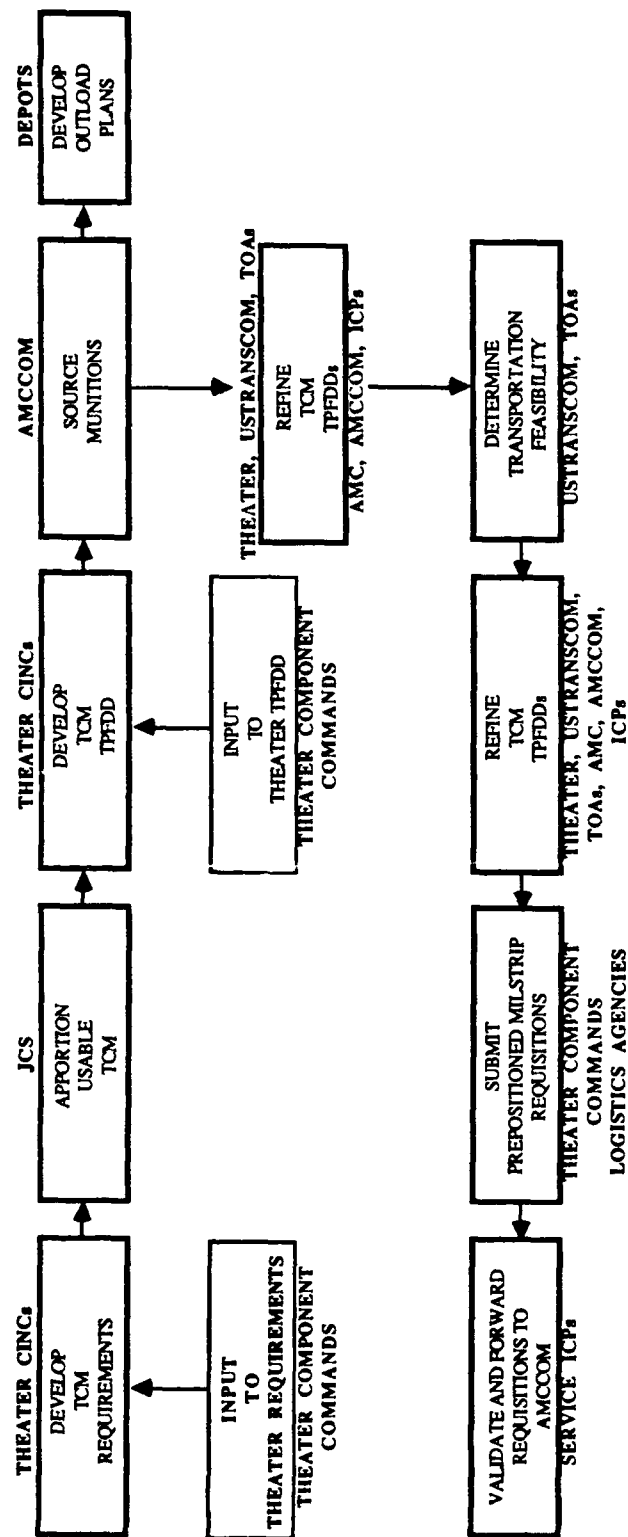 THEATER CINCs
DEVELOP
TCM
REQUIREMENTS
INPUT
TO
THEATER REQUIREMENTS
THEATER COMPONENT
COMMANDS
JCS
APPORTION
USABLE
TCM
THEATER CINCs
DEVELOP
TCM
TPFDD
INPUT
TO
THEATER TPFDD
THEATER COMPONENT
COMMANDS
AMCCOM
SOURCE
MUNITIONS
DEPOTS
DEVELOP
OUTLOAD
PLANS
THEATER, USTRANSCOM, TOAs
REFINE
TCM
TPFDDs
AMC, AMCCOM, ICPs
DETERMINE
TRANSPORTATION
FEASIBILITY
USTRANSCOM, TOAs
REFINE
TCM
TPFDDs
THEATER, USTRANSCOM,
TOAs, AMC, AMCCOM,
ICPs
SUBMIT
PREPOSITIONED MILSTRIP
REQUISITIONS
THEATER COMPONENT
COMMANDS
LOGISTICS AGENCIES
VALIDATE AND FORWARD
REQUISITIONS TO
AMCCOM
SERVICE ICPs